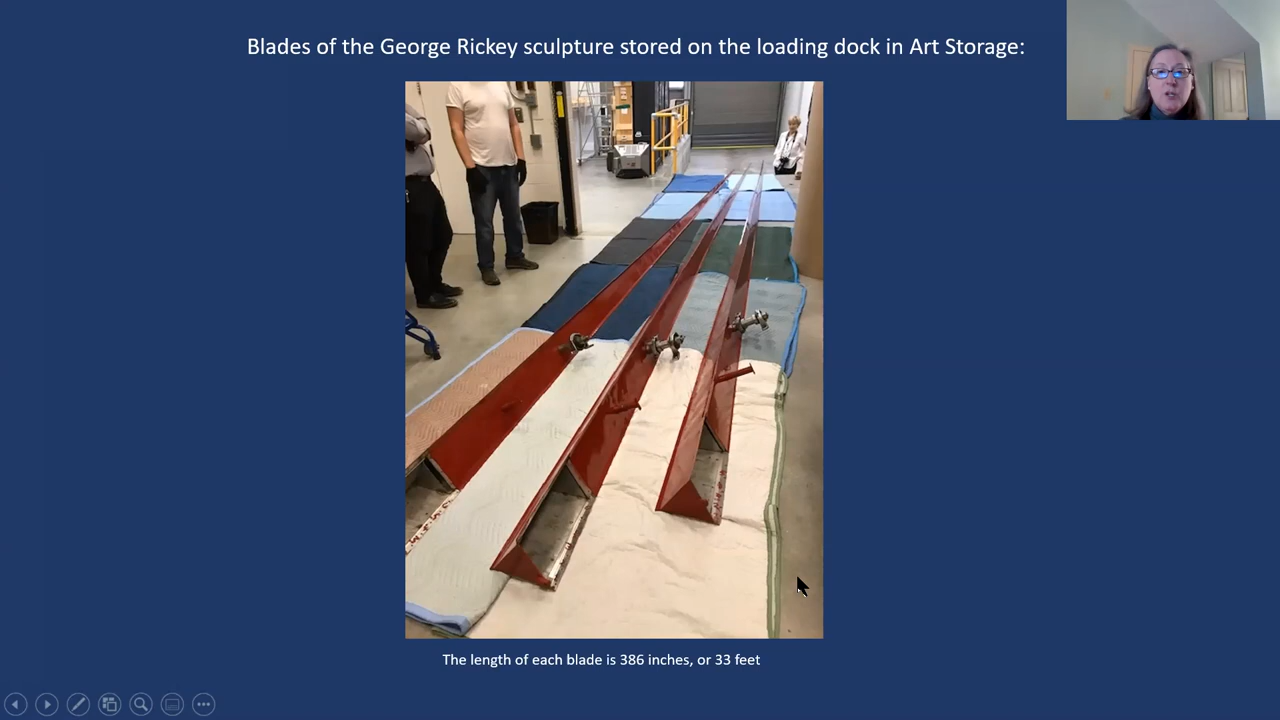 Blades of the George Rickey sculpture stored on the loading dock in Art Storage:
The length of each blade is 386 inches, or 33 feet